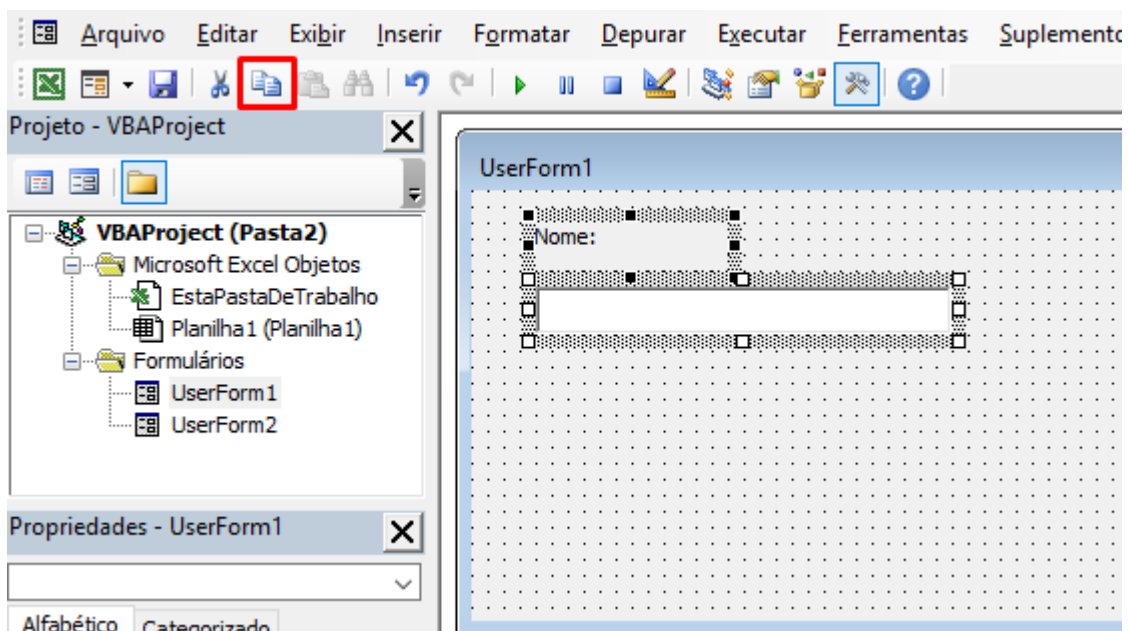 Arquivo Editar Exibir Inserir Formatar Depurar Executar Ferramentas Suplemento
Projeto - VBAProject
VBAProject (Pasta2)
Microsoft Excel Objetos
EstaPastaDeTrabalho
Planilha1 (Planilha1)
Formulários
UserForm1
UserForm2
Propriedades - UserForm1
Alfabético Categorizado
UserForm1
Nome: